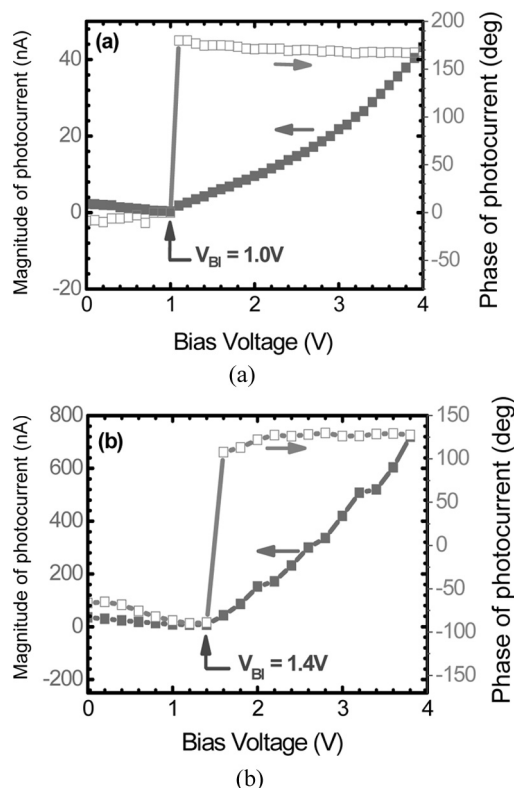 (a)
Magnitude of photocurrent (nA)
40
20
0
-20
200
150
100
50
0
-50
Phase of photocurrent (deg)
V_BI = 1.0V
0 1 2 3 4
Bias Voltage (V)
(a)
(b)
Magnitude of photocurrent (nA)
800
600
400
200
0
-200
150
100
50
0
-50
-100
-150
Phase of photocurrent (deg)
V_BI = 1.4V
0 2 4
Bias Voltage (V)
(b)